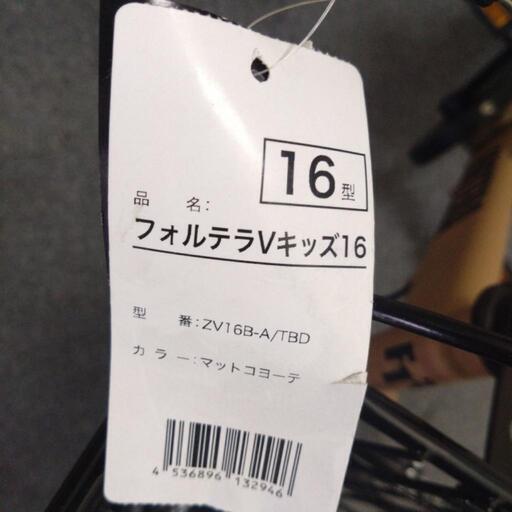 16型
品 名:
フォルテラVキッズ16
型 番:ZV16B-A/TBD
カラー:マットコヨーテ
4 536896 132946